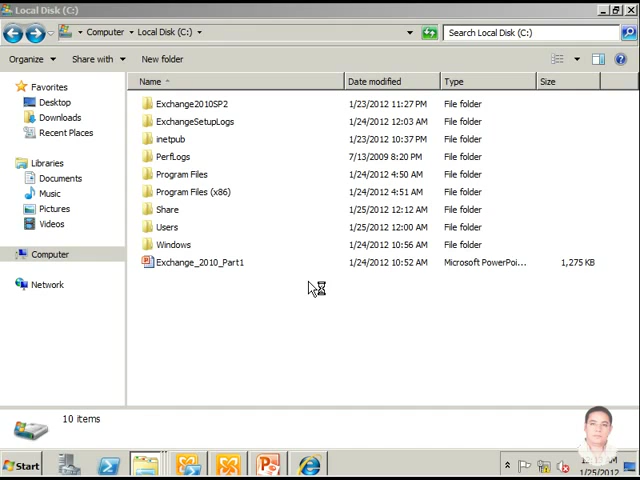 Local Disk (C:)
Computer Local Disk (C:)
Search Local Disk (C:)
Organize Share with New folder
Name Date modified Type Size
Favorites
Desktop
Downloads
Recent Places
Libraries
Documents
Music
Pictures
Videos
Computer
Network
Exchange2010SP2 1/23/2012 11:27 PM File folder
ExchangeSetupLogs 1/24/2012 12:03 AM File folder
inetpub 1/23/2012 10:37 PM File folder
PerfLogs 7/13/2009 8:20 PM File folder
Program Files 1/24/2012 4:50 AM File folder
Program Files (x86) 1/24/2012 4:51 AM File folder
Share 1/25/2012 12:12 AM File folder
Users 1/25/2012 12:00 AM File folder
Windows 1/24/2012 10:56 AM File folder
Exchange_2010_Part1 1/24/2012 10:52 AM Microsoft PowerPoi... 1,275 KB
10 items
Start
1/25/2012